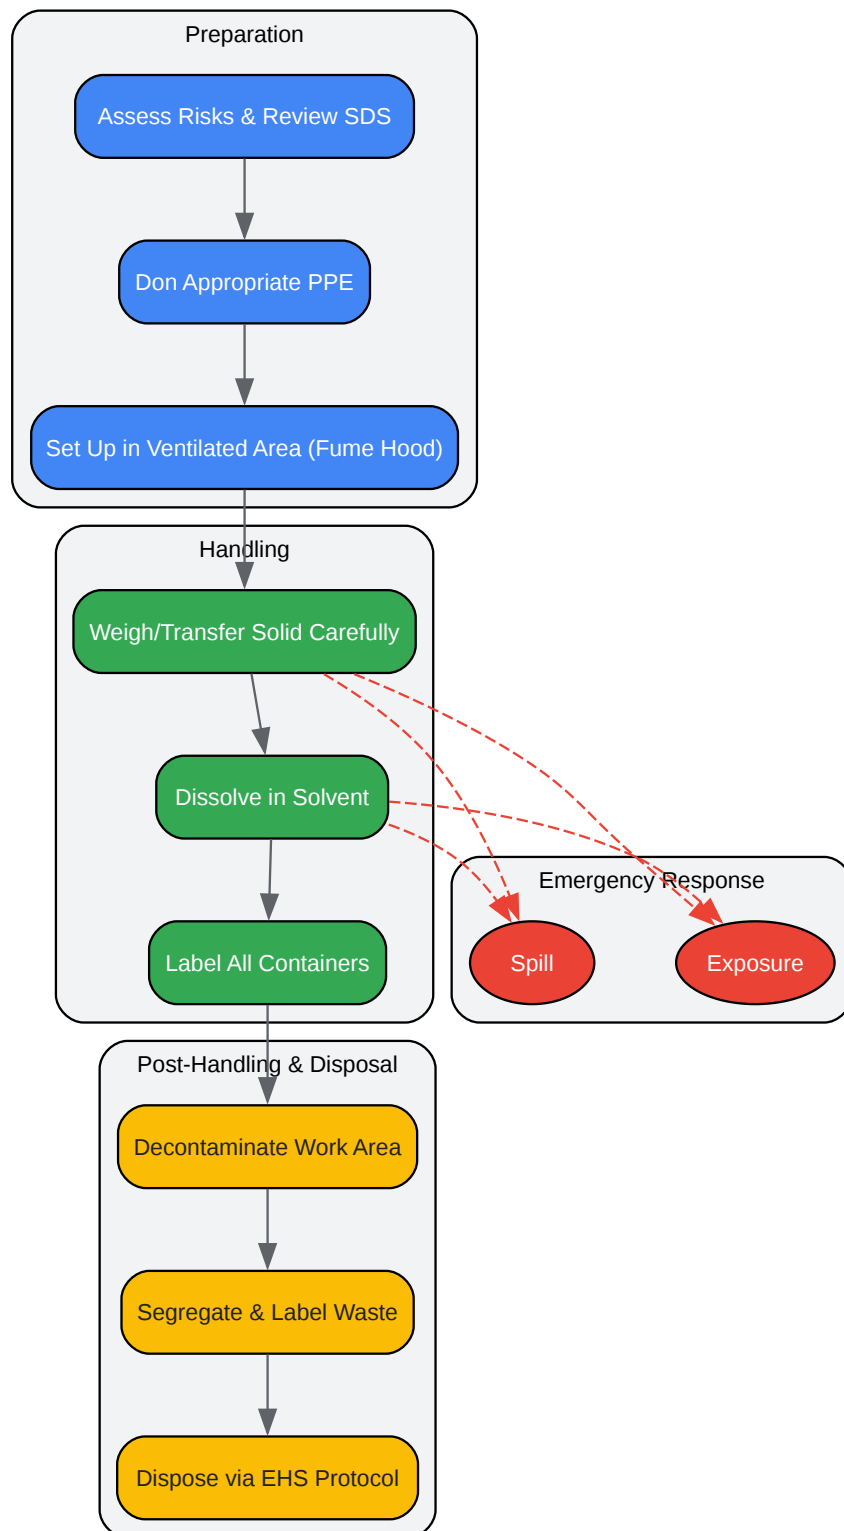 Preparation
Assess Risks & Review SDS
Don Appropriate PPE
Set Up in Ventilated Area (Fume Hood)
Handling
Weigh/Transfer Solid Carefully
Dissolve in Solvent
Label All Containers
Emergency Response
Spill
Exposure
Post-Handling & Disposal
Decontaminate Work Area
Segregate & Label Waste
Dispose via EHS Protocol